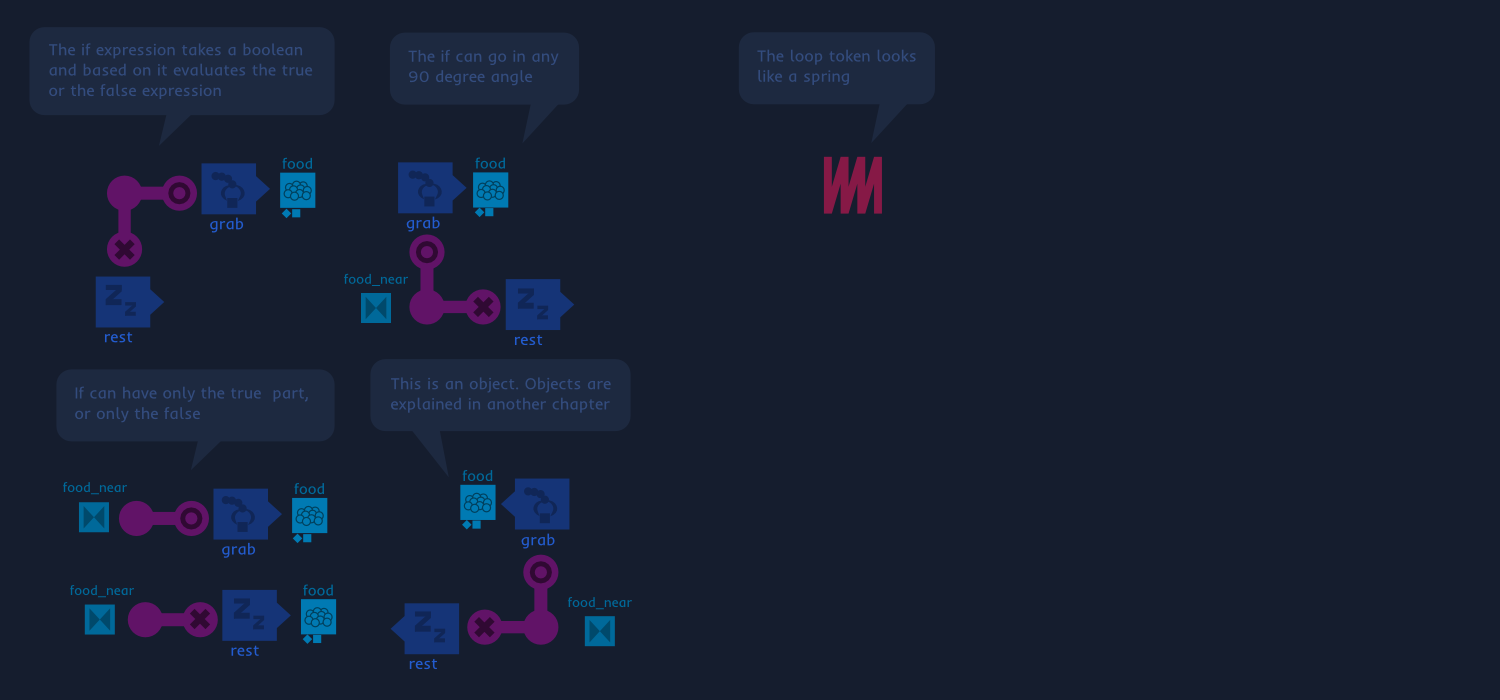 The if expression takes a boolean
and based on it evaluates the true
or the false expression
The if can go in any
90 degree angle
The loop token looks
like a spring
food
grab
rest
food
grab
food_near
rest
If can have only the true  part,
or only the false
This is an object. Objects are
explained in another chapter
food_near
food
grab
food_near
food
rest
food
grab
food_near
rest